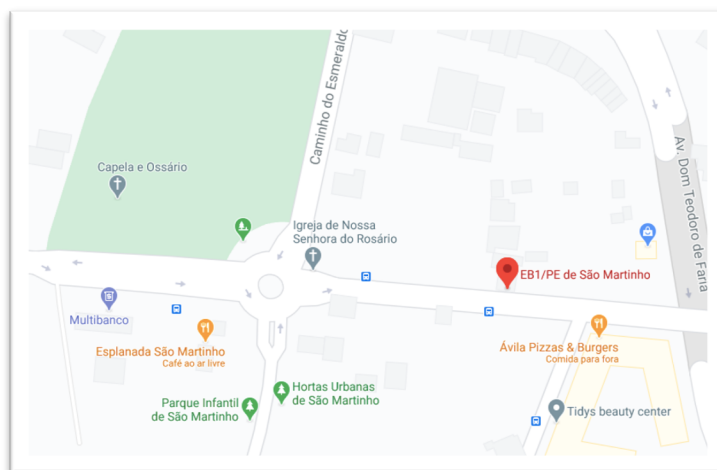 Caminho do Esmeraldo
Av. Dom Teodoro de Faria
Capela e Ossário
Igreja de Nossa
Senhora do Rosário
EB1/PE de São Martinho
Multibanco
Esplanada São Martinho
Café ao ar livre
Ávila Pizzas & Burgers
Comida para fora
Hortas Urbanas
de São Martinho
Parque Infantil
de São Martinho
Tidys beauty center